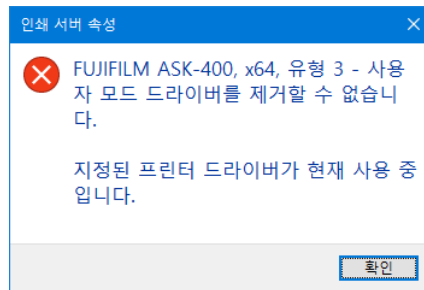 인쇄 서버 속성
FUJIFILM ASK-400, x64, 유형 3 - 사용
자 모드 드라이버를 제거할 수 없습니
다.
지정된 프린터 드라이버가 현재 사용 중
입니다.
확인